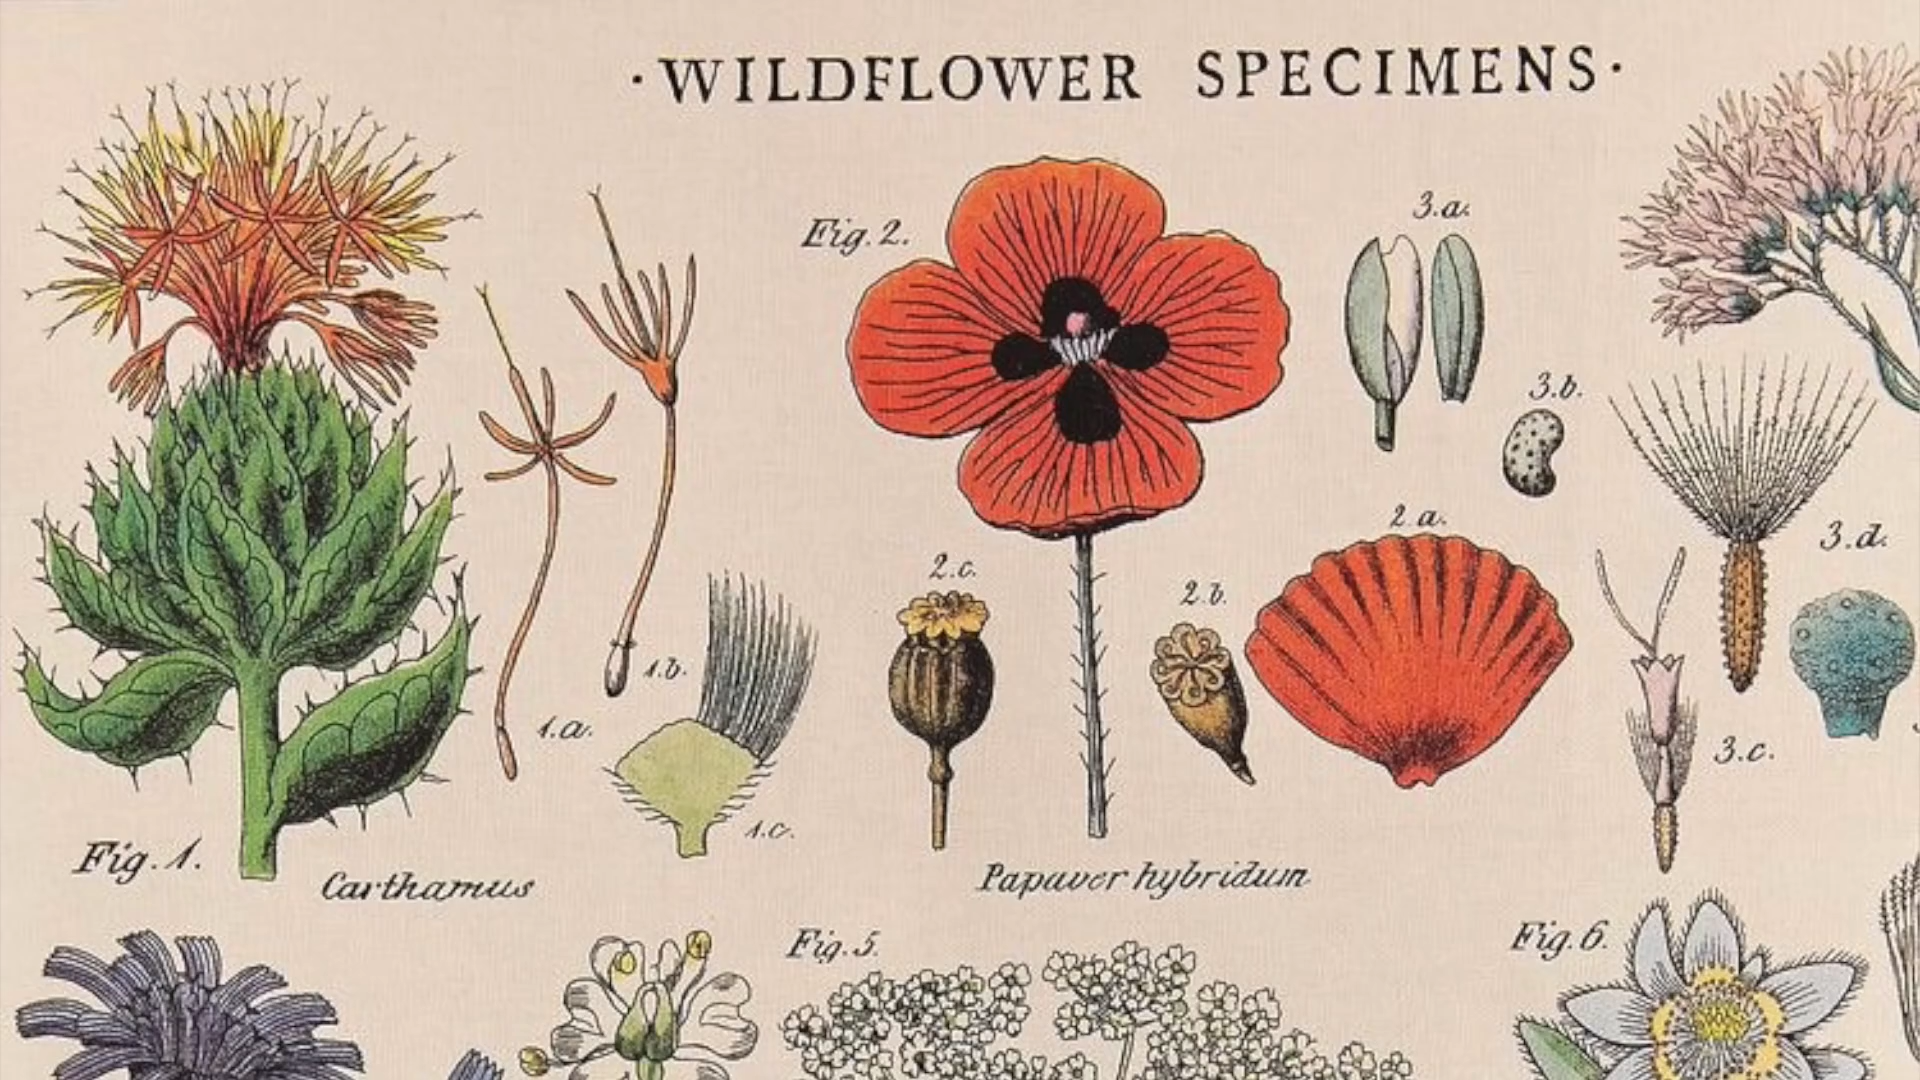 ·WILDFLOWER SPECIMENS·
Fig. 2.
3.a.
3.b.
2.a.
3.d.
2.c.
2.b.
1.b.
1.a.
3.c.
1.c.
Fig. 1.
Carthamus
Papaver hybridum
Fig. 5.
Fig. 6.